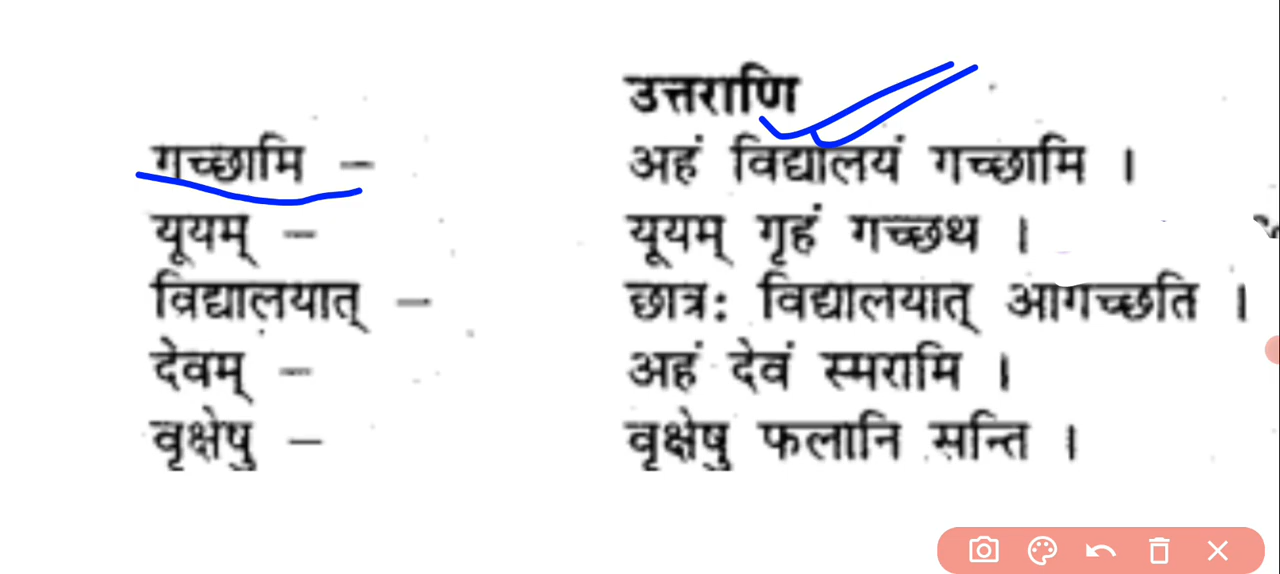 उत्तराणि
गच्छामि – अहं विद्यालयं गच्छामि ।
यूयम् – यूयम् गृहं गच्छथ ।
विद्यालयात् – छात्र: विद्यालयात् आगच्छति ।
देवम् – अहं देवं स्मरामि ।
वृक्षेषु – वृक्षेषु फलानि सन्ति ।